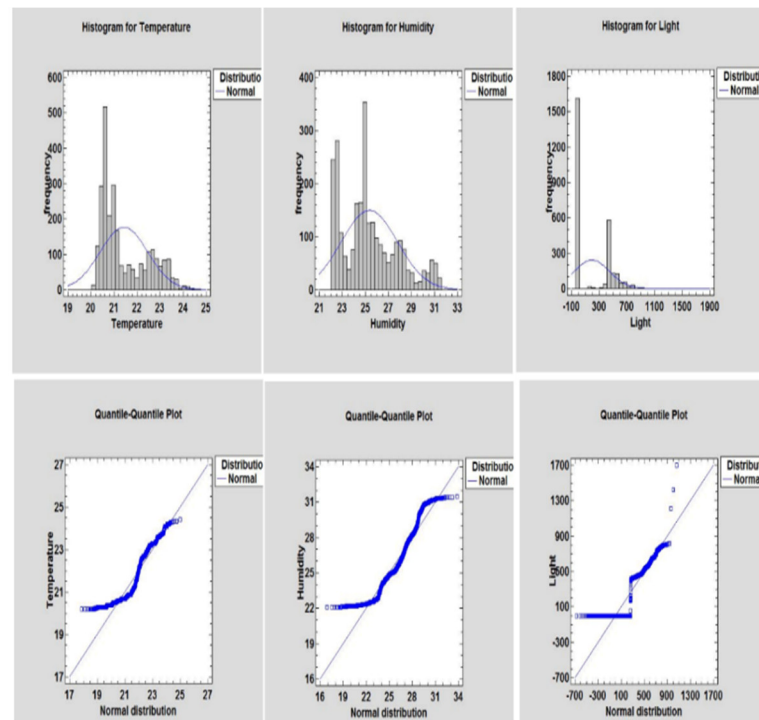 Histogram for Temperature
Distributio
Normal
frequency
600
500
400
300
200
100
0
19 20 21 22 23 24 25
Temperature
Histogram for Humidity
Distributio
Normal
frequency
400
300
200
100
0
21 23 25 27 29 31 33
Humidity
Histogram for Light
Distribu
Norma
frequency
1800
1500
1200
900
600
300
0
-100 300 700 1100 1500 1900
Light
Quantile-Quantile Plot
Distributio
Normal
Temperature
27
25
23
21
19
17
17 19 21 23 25 27
Normal distribution
Quantile-Quantile Plot
Distributio
Normal
Humidity
34
31
28
25
22
19
16
16 19 22 25 28 31 34
Normal distribution
Quantile-Quantile Plot
Distribu
Norma
Light
1700
1300
900
500
100
-300
-700
-700 -300 100 500 900 1300 1700
Normal distribution